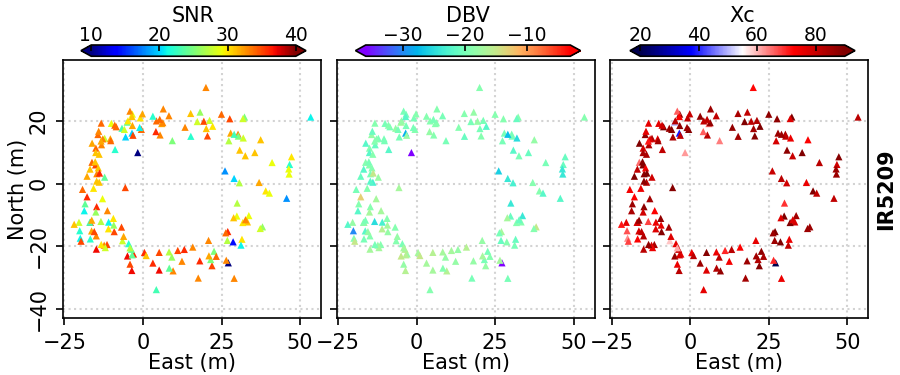 SNR DBV Xc
10 20 30 40 −30 −20 −10 20 40 60 80
20
0
−20
−40
North (m)
IR5209
−25 0 25 50 −25 0 25 50 −25 0 25 50
East (m) East (m) East (m)